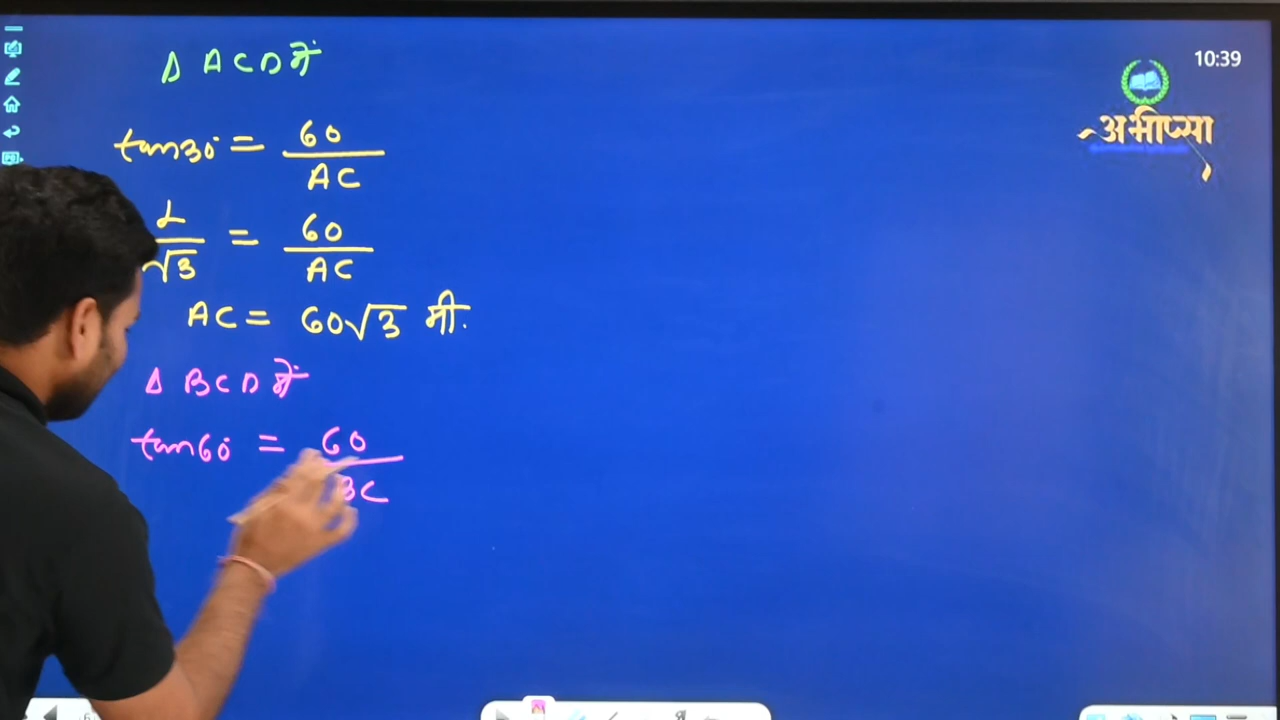 Δ ACD में
10:39
अभीप्सा
tan30° = 60/AC
1/√3 = 60/AC
AC = 60√3 मी.
Δ BCD में
tan60° = 60/BC